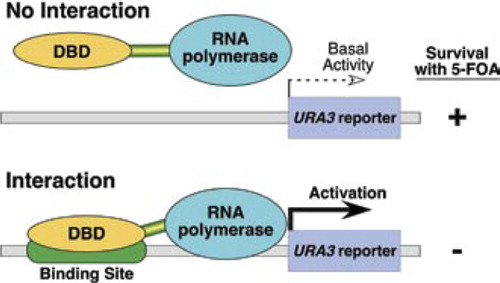 No Interaction
DBD
RNA
polymerase
Basal
Activity
Survival
with 5-FOA
URA3 reporter
+
Interaction
DBD
RNA
polymerase
Activation
URA3 reporter
-
Binding Site